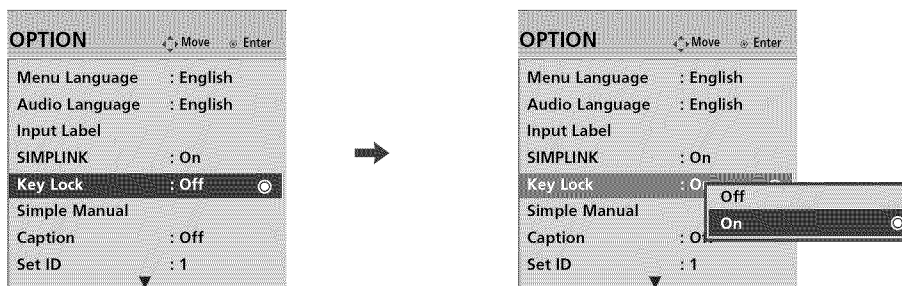 OPTION Move Enter
Menu Language : English
Audio Language : English
Input Label
SIMPLINK : On
Key Lock : Off
Simple Manual
Caption : Off
Set ID : 1
OPTION Move Enter
Menu Language : English
Audio Language : English
Input Label
SIMPLINK : On
Key Lock
Off
Simple Manual
On
Caption
Set ID : 1